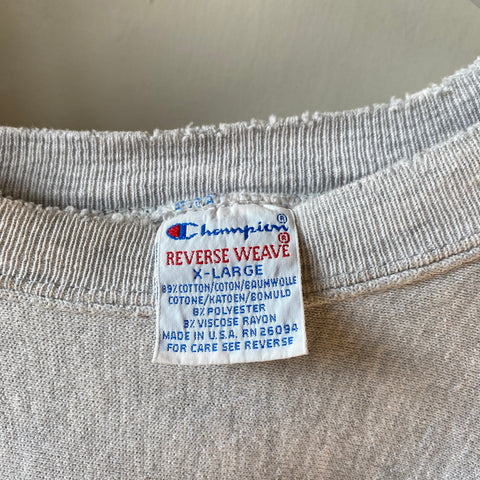 Champion®
REVERSE WEAVE®
X-LARGE
89% COTTON/COTON/BAUMWOLLE
COTONE/KATOEN/BOMULD
8% POLYESTER
3% VISCOSE RAYON
MADE IN U.S.A. RN 26094
FOR CARE SEE REVERSE